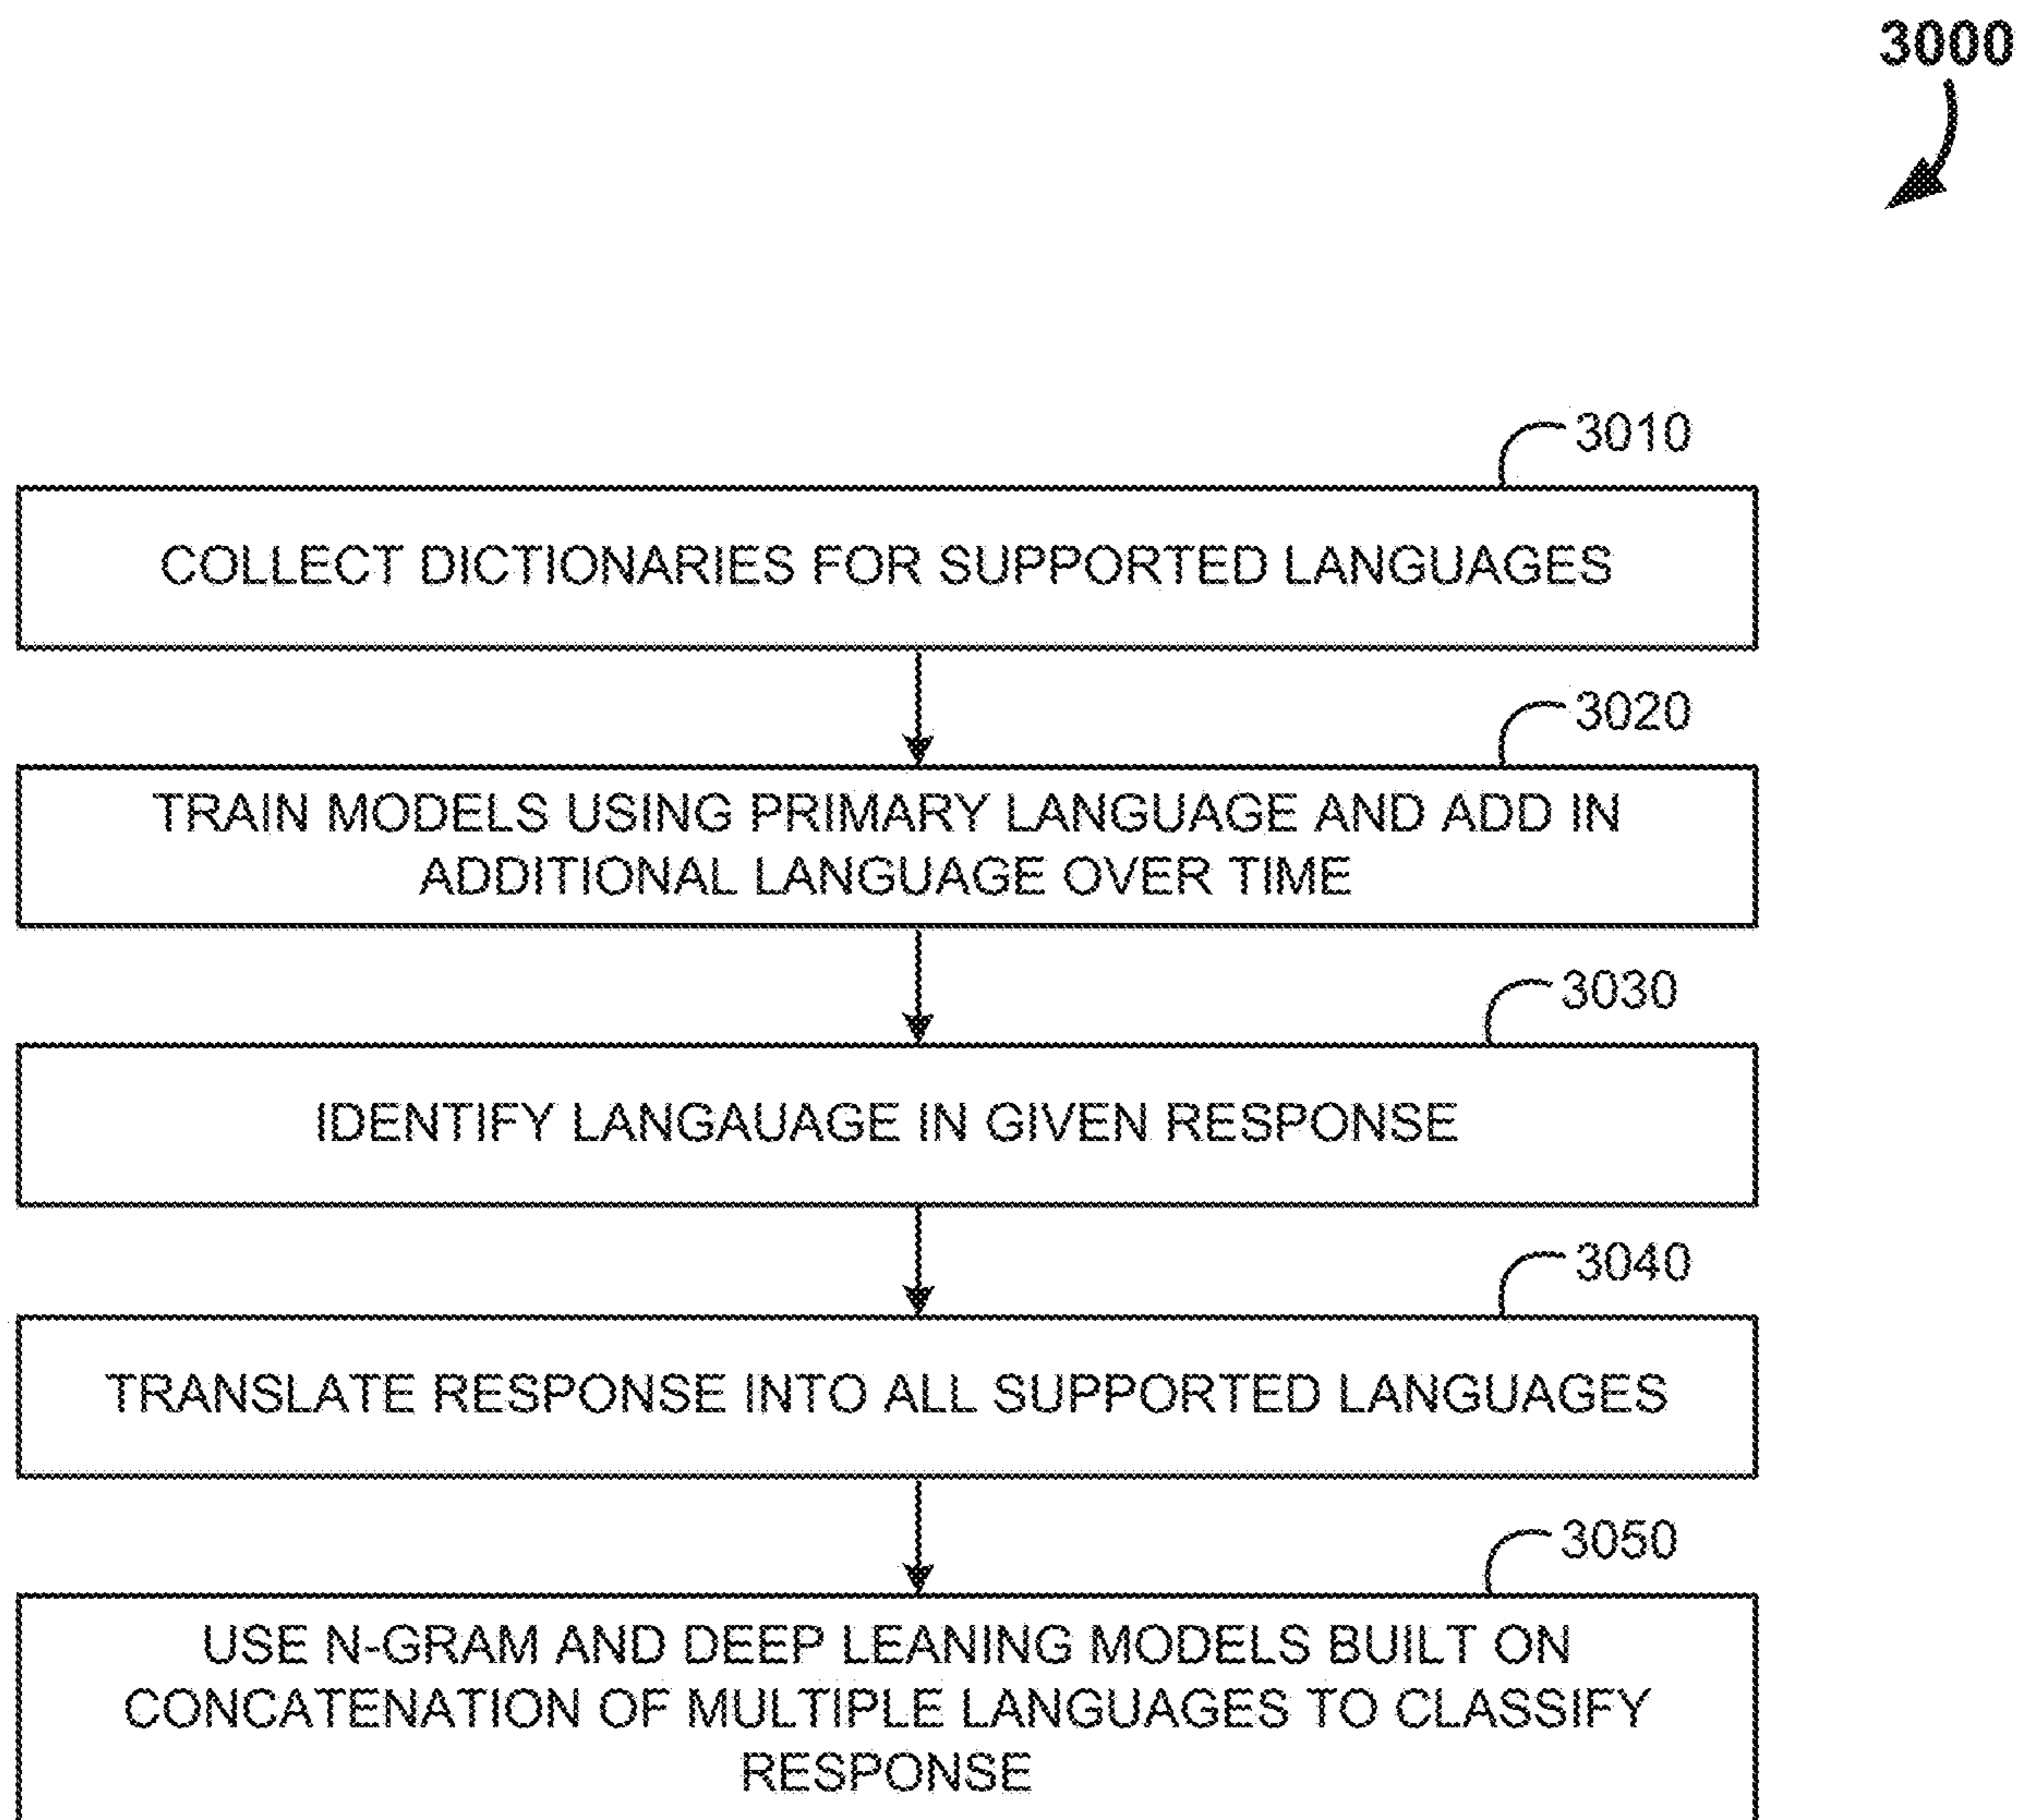 3000
3010
COLLECT DICTIONARIES FOR SUPPORTED LANGUAGES
3020
TRAIN MODELS USING PRIMARY LANGUAGE AND ADD IN
ADDITIONAL LANGUAGE OVER TIME
3030
IDENTIFY LANGAUAGE IN GIVEN RESPONSE
3040
TRANSLATE RESPONSE INTO ALL SUPPORTED LANGUAGES
3050
USE N-GRAM AND DEEP LEANING MODELS BUILT ON
CONCATENATION OF MULTIPLE LANGUAGES TO CLASSIFY
RESPONSE